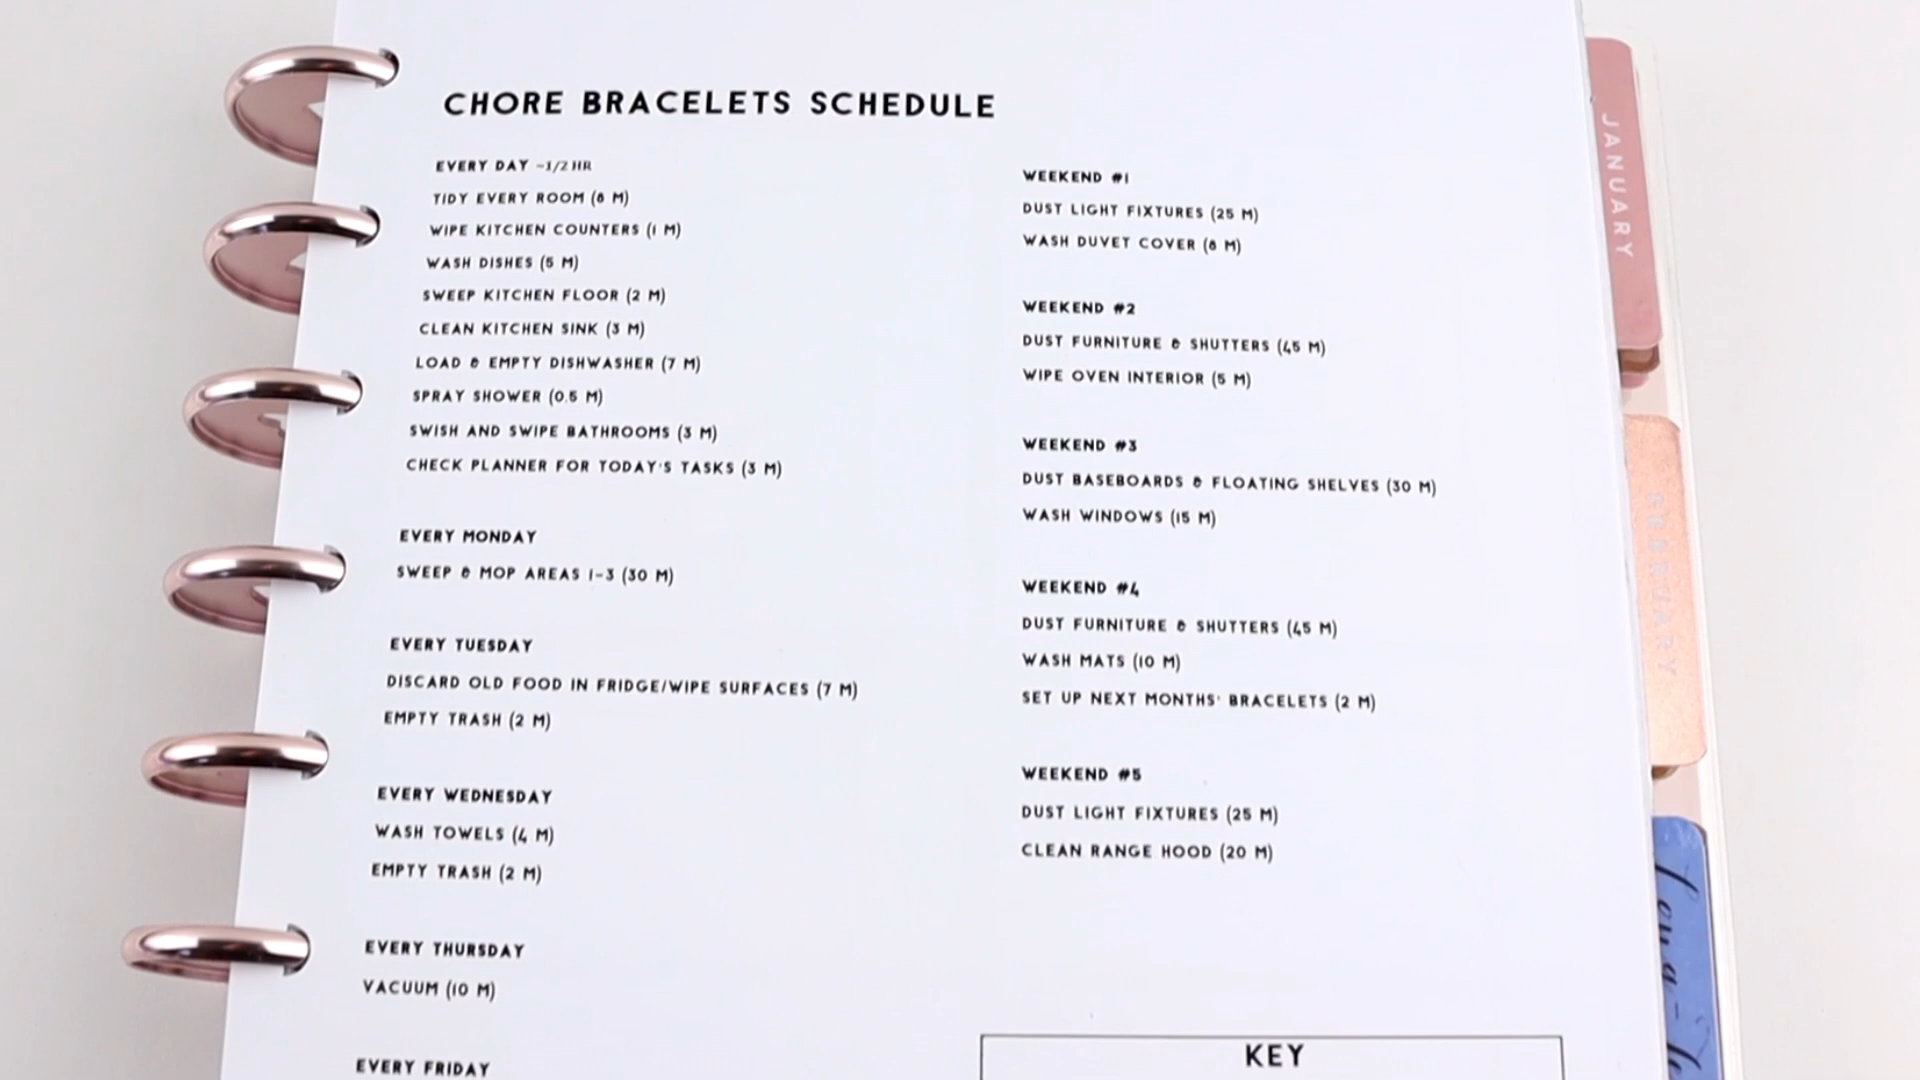 CHORE BRACELETS SCHEDULE
EVERY DAY ~1/2 HR
TIDY EVERY ROOM (8 M)
WIPE KITCHEN COUNTERS (1 M)
WASH DISHES (5 M)
SWEEP KITCHEN FLOOR (2 M)
CLEAN KITCHEN SINK (3 M)
LOAD & EMPTY DISHWASHER (7 M)
SPRAY SHOWER (0.5 M)
SWISH AND SWIPE BATHROOMS (3 M)
CHECK PLANNER FOR TODAY'S TASKS (3 M)
EVERY MONDAY
SWEEP & MOP AREAS 1-3 (30 M)
EVERY TUESDAY
DISCARD OLD FOOD IN FRIDGE/WIPE SURFACES (7 M)
EMPTY TRASH (2 M)
EVERY WEDNESDAY
WASH TOWELS (4 M)
EMPTY TRASH (2 M)
EVERY THURSDAY
VACUUM (10 M)
EVERY FRIDAY
WEEKEND #1
DUST LIGHT FIXTURES (25 M)
WASH DUVET COVER (8 M)
WEEKEND #2
DUST FURNITURE & SHUTTERS (45 M)
WIPE OVEN INTERIOR (5 M)
WEEKEND #3
DUST BASEBOARDS & FLOATING SHELVES (30 M)
WASH WINDOWS (15 M)
WEEKEND #4
DUST FURNITURE & SHUTTERS (45 M)
WASH MATS (10 M)
SET UP NEXT MONTHS' BRACELETS (2 M)
WEEKEND #5
DUST LIGHT FIXTURES (25 M)
CLEAN RANGE HOOD (20 M)
KEY
JANUARY
FEBRUARY